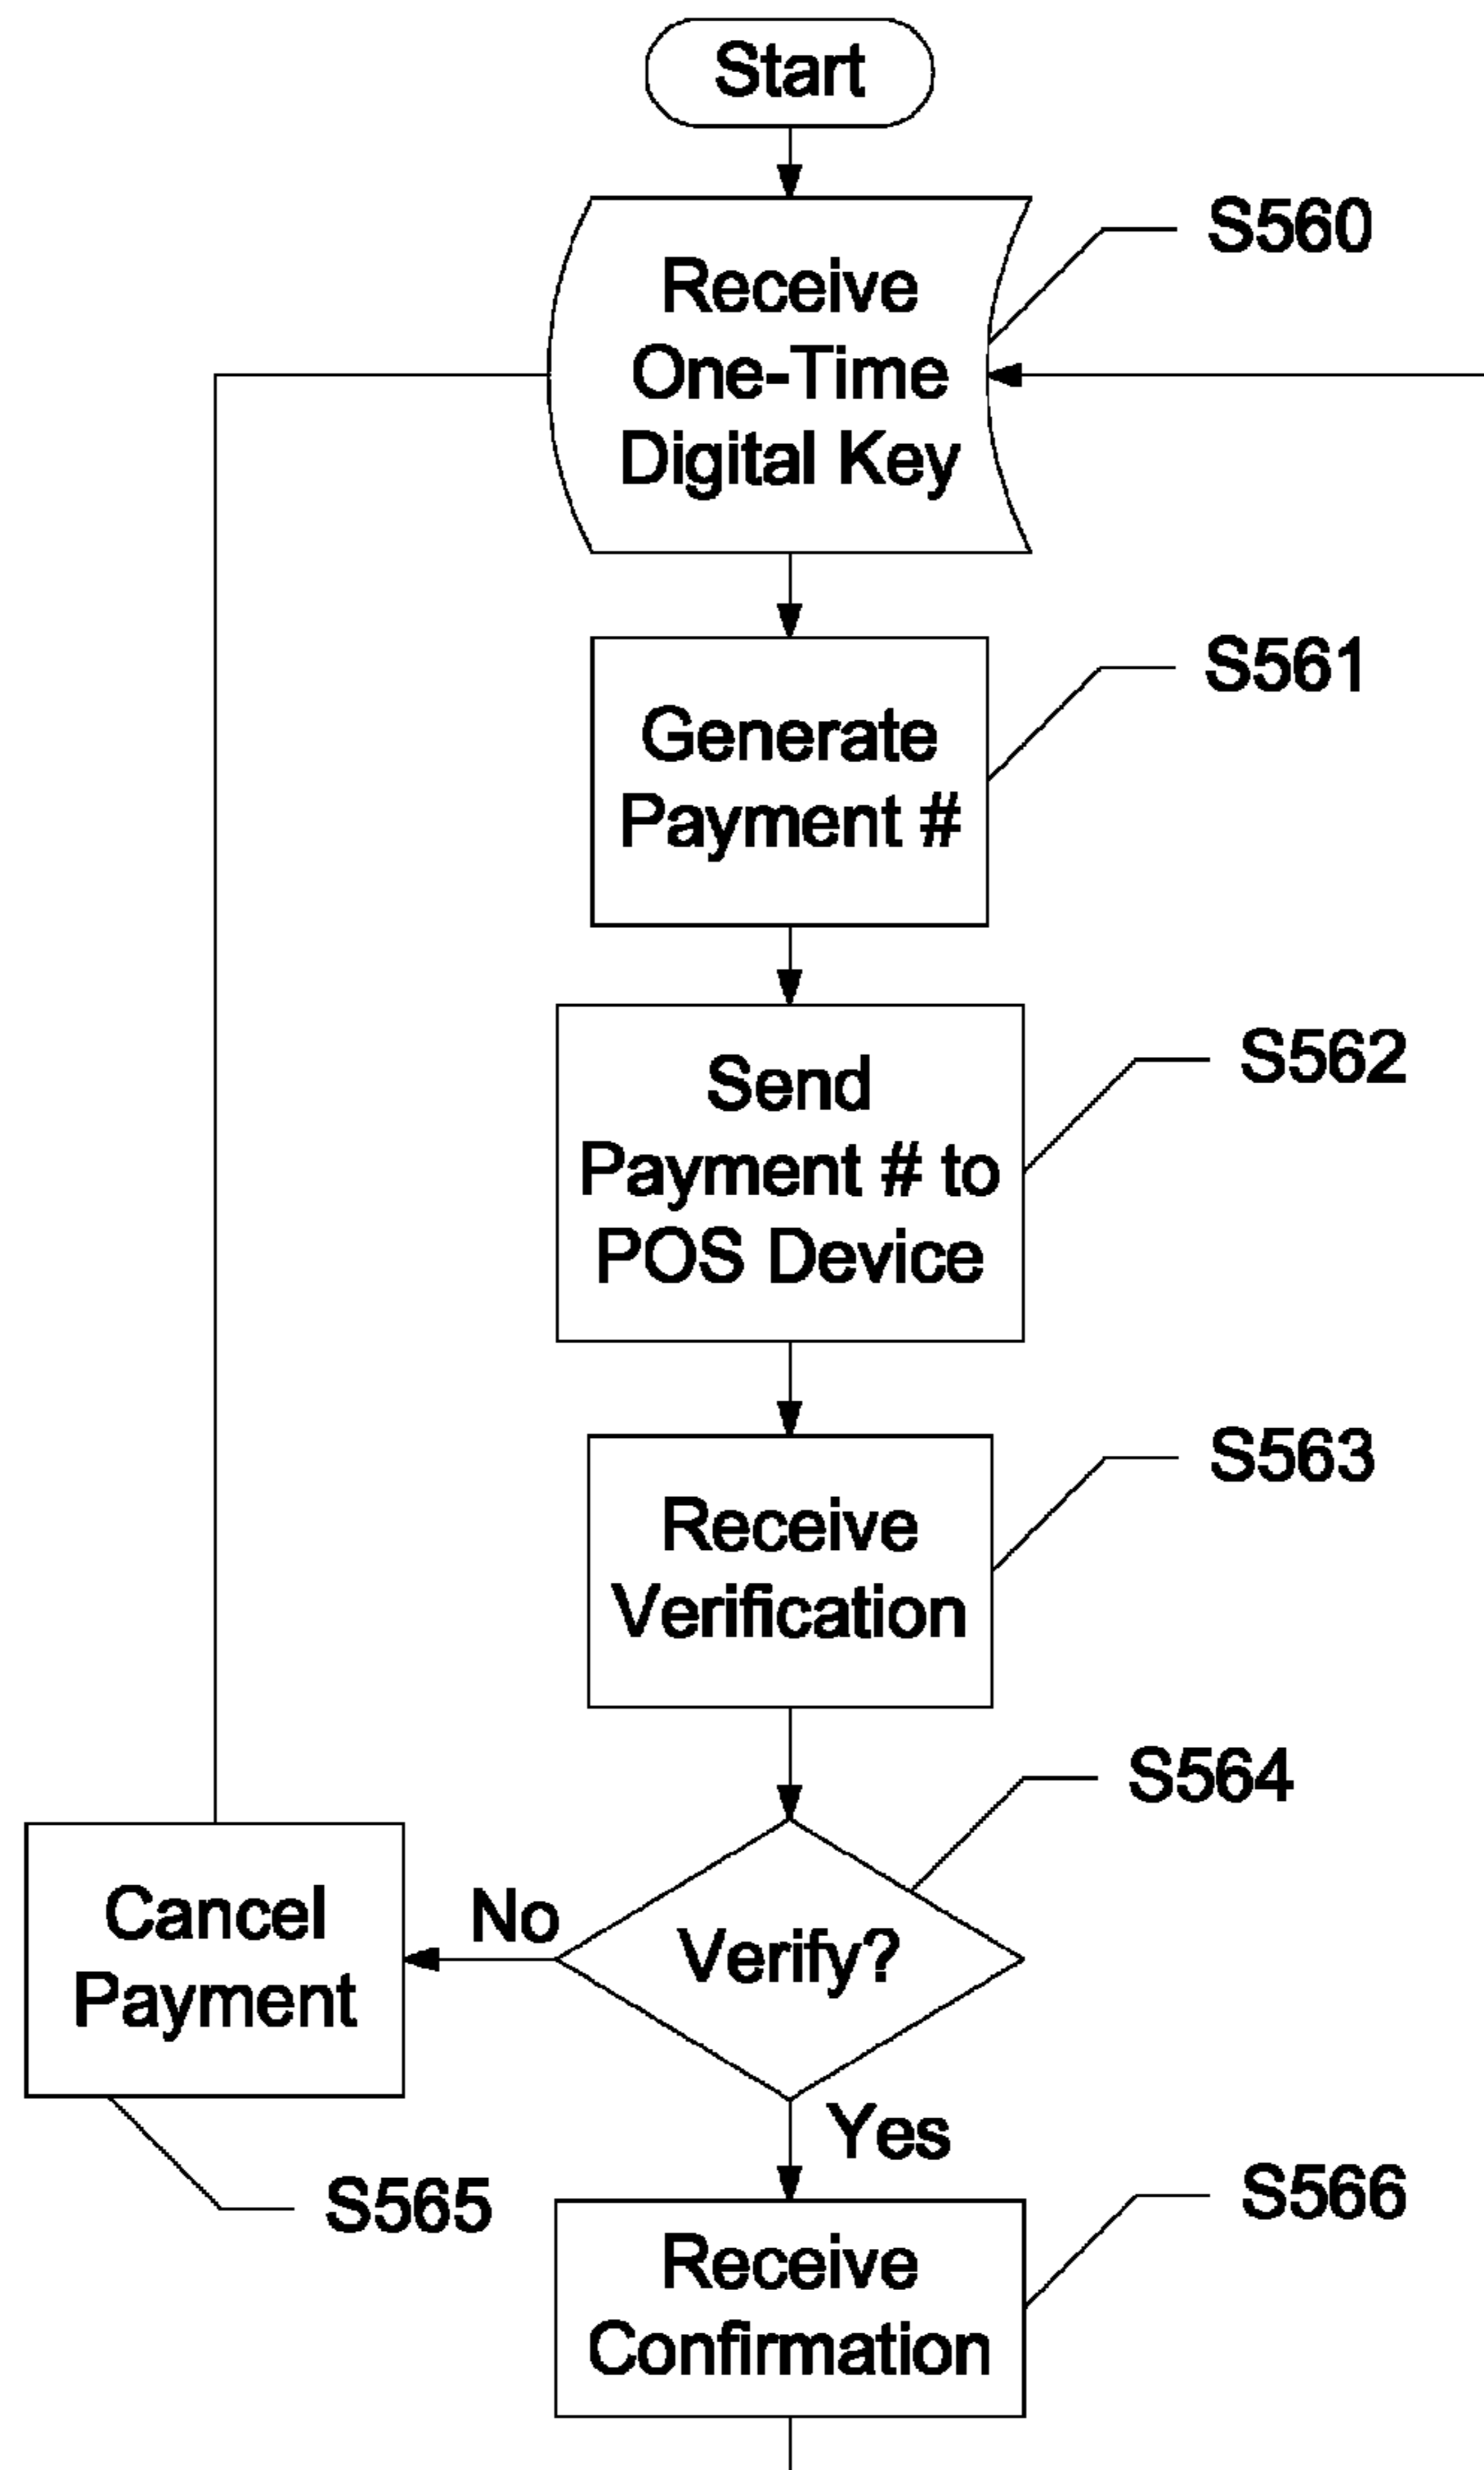 Start
S560
Receive
One-Time
Digital Key
S561
Generate
Payment #
S562
Send
Payment # to
POS Device
S563
Receive
Verification
S564
Verify?
No
Cancel
Payment
Yes
S565
S566
Receive
Confirmation